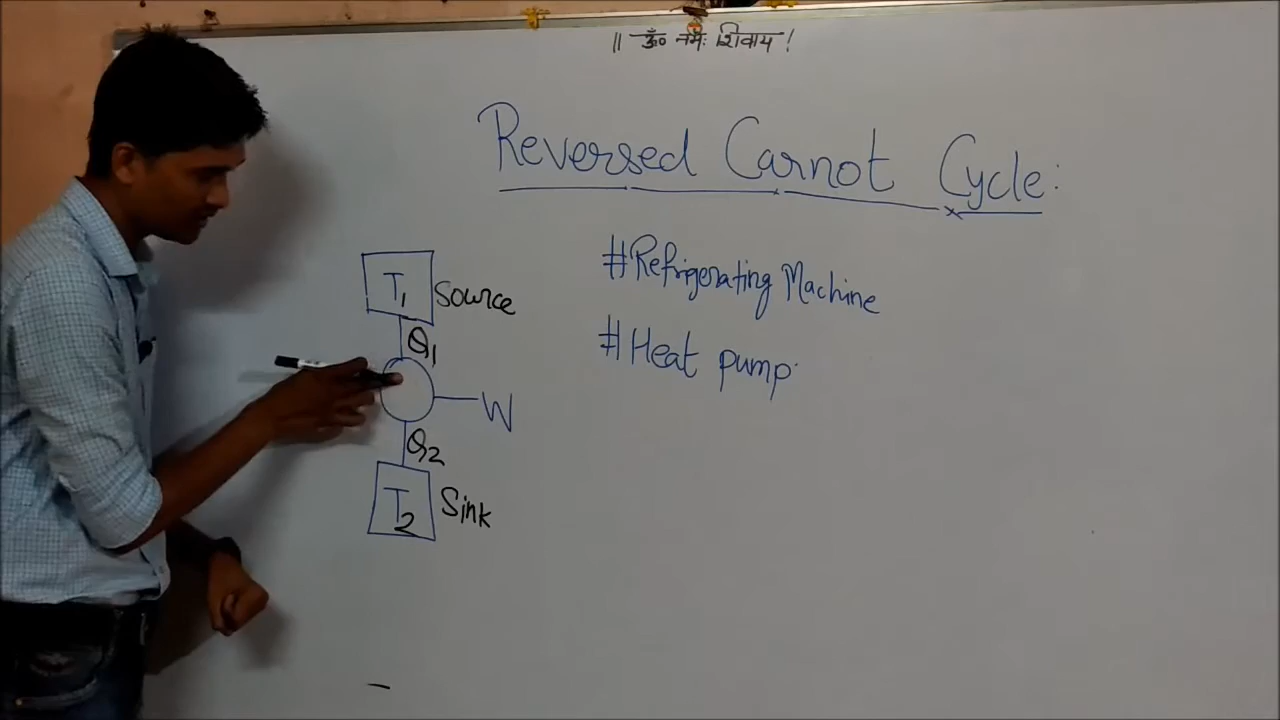 || ॐ नमः शिवाय !
Reversed Carnot Cycle:
#Refrigerating Machine
#Heat pump
T1 Source
Q1
W
Q2
T2 Sink